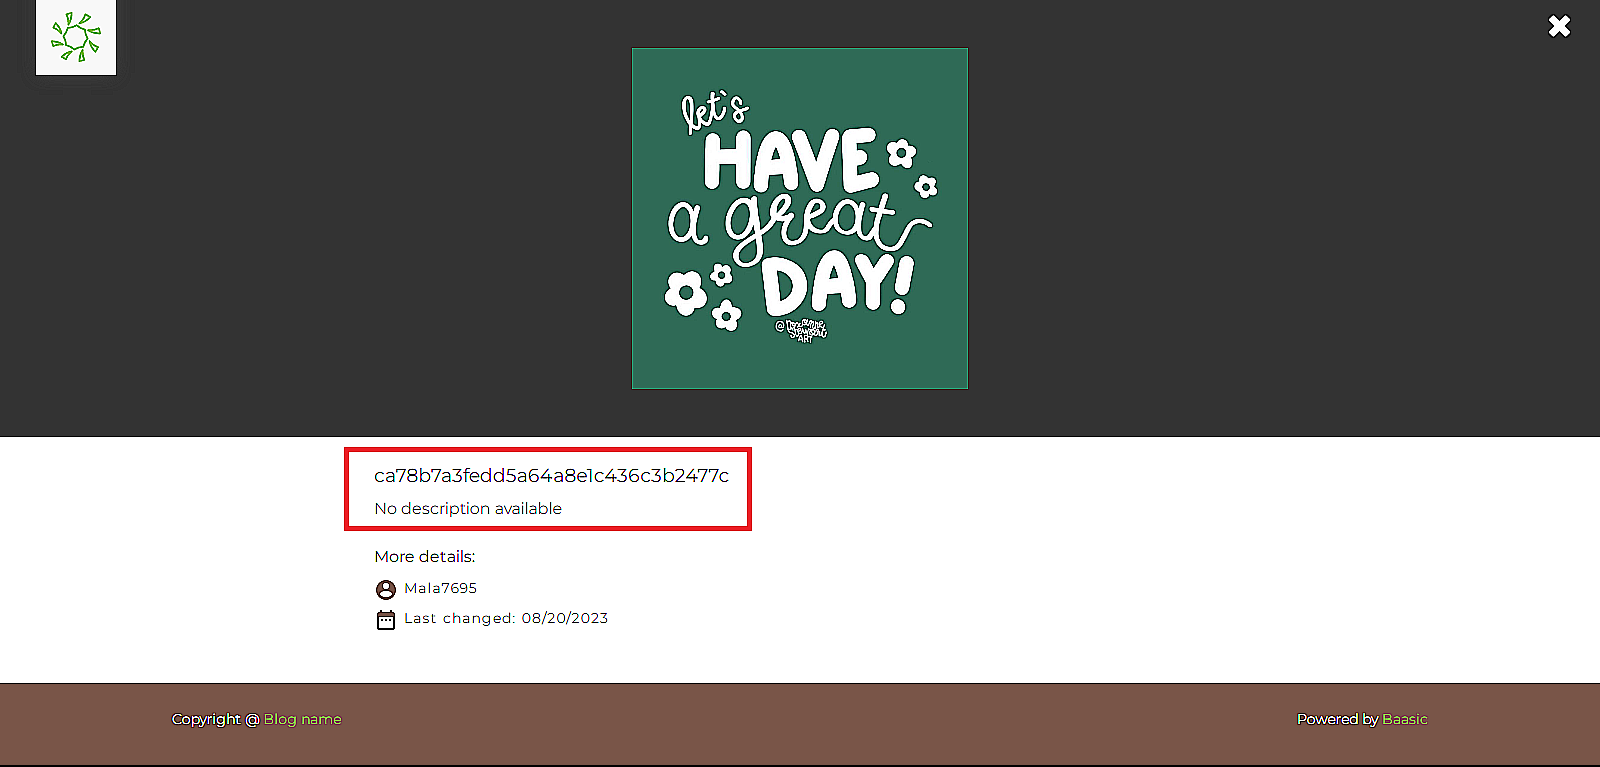 let's
HAVE
a great
DAY!
ca78b7a3fedd5a64a8e1c436c3b2477c
No description available
More details:
Mala7695
Last changed: 08/20/2023
Copyright @ Blog name
Powered by Baasic